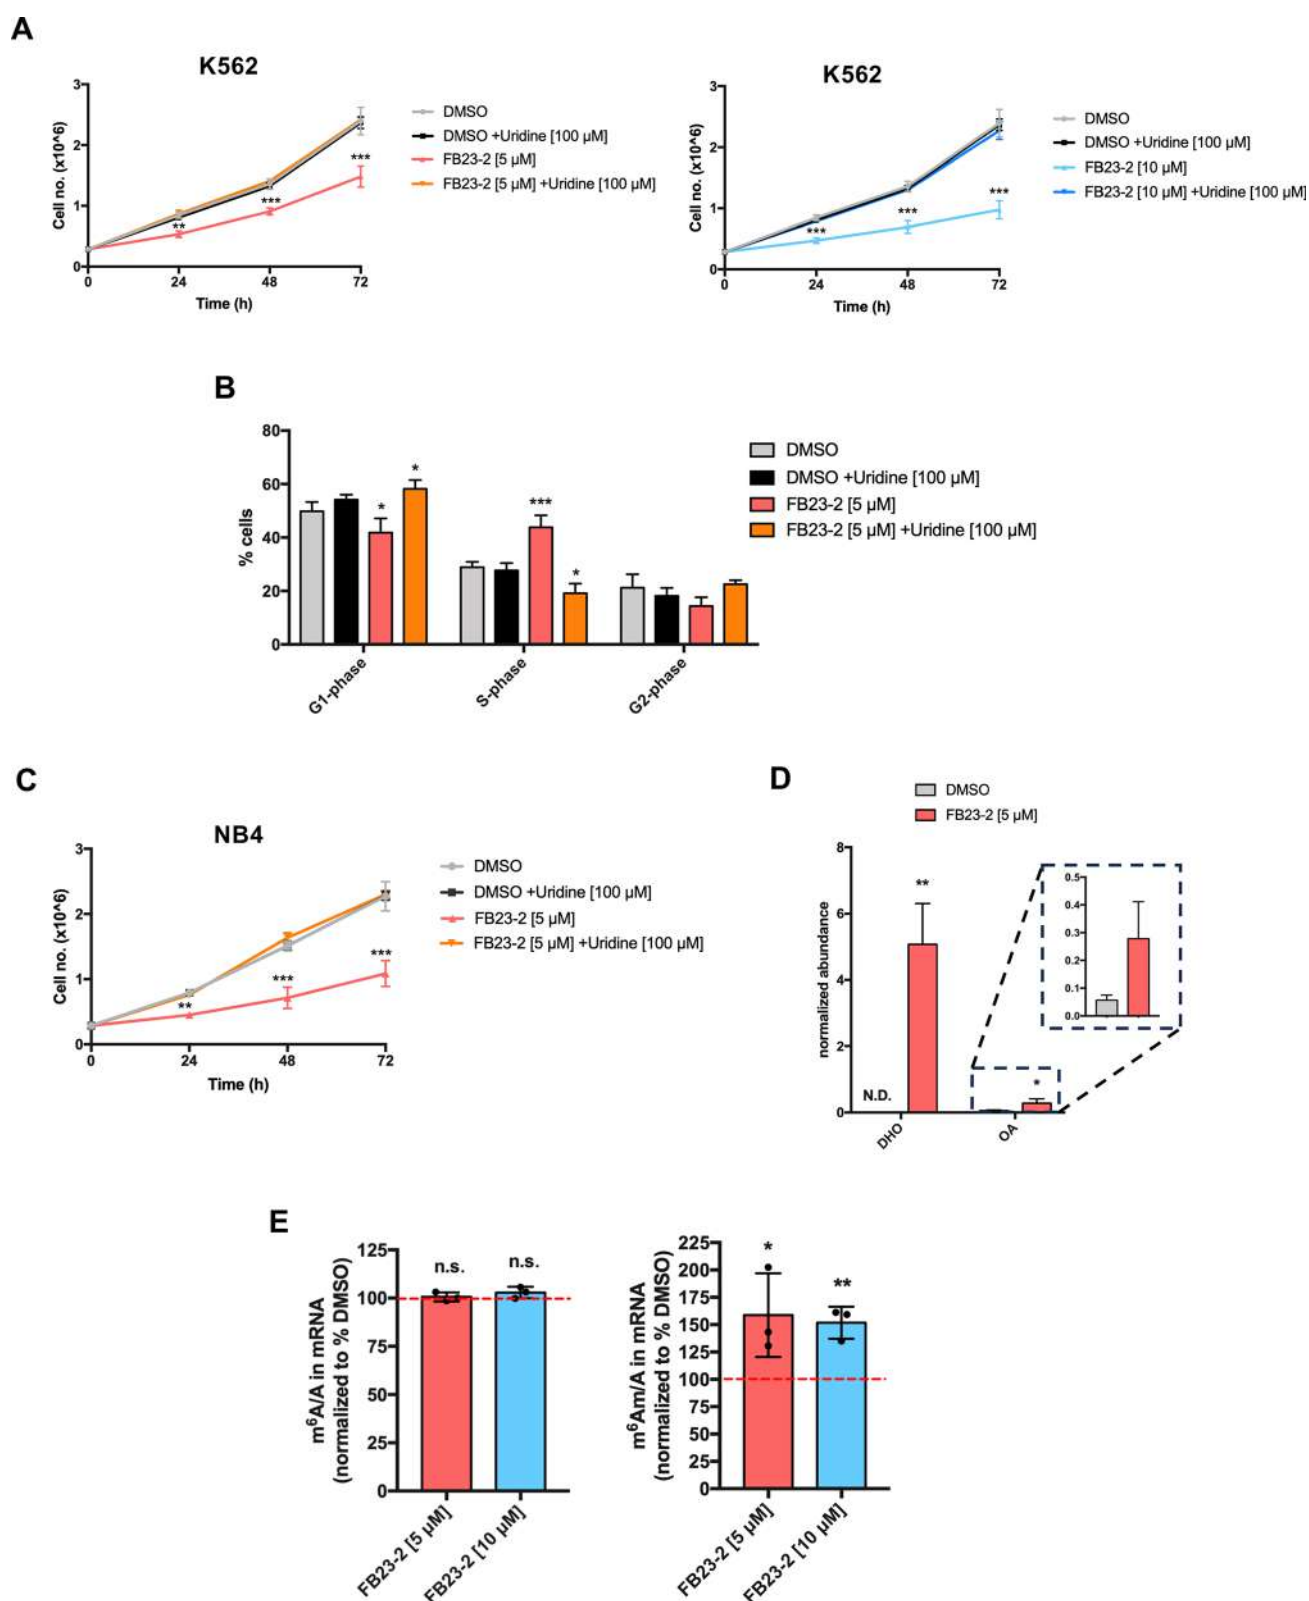 A
K562
3
2
1
0
Cell no. (x10^6)
0
24
48
72
Time (h)
**
***
***
DMSO
DMSO +Uridine [100 µM]
FB23-2 [5 µM]
FB23-2 [5 µM] +Uridine [100 µM]
K562
3
2
1
0
Cell no. (x10^6)
0
24
48
72
Time (h)
***
***
***
DMSO
DMSO +Uridine [100 µM]
FB23-2 [10 µM]
FB23-2 [10 µM] +Uridine [100 µM]
B
80
60
40
20
0
% cells
*
*
***
*
G1-phase
S-phase
G2-phase
DMSO
DMSO +Uridine [100 µM]
FB23-2 [5 µM]
FB23-2 [5 µM] +Uridine [100 µM]
C
NB4
3
2
1
0
Cell no. (x10^6)
0
24
48
72
Time (h)
**
***
***
DMSO
DMSO +Uridine [100 µM]
FB23-2 [5 µM]
FB23-2 [5 µM] +Uridine [100 µM]
D
DMSO
FB23-2 [5 µM]
8
6
4
2
0
normalized abundance
N.D.
**
*
DHO
OA
0.5
0.4
0.3
0.2
0.1
0.0
E
125
100
75
50
25
0
m⁶A/A in mRNA
(normalized to % DMSO)
n.s.
n.s.
FB23-2 [5 µM]
FB23-2 [10 µM]
225
200
175
150
125
100
75
50
25
0
m⁶Am/A in mRNA
(normalized to % DMSO)
*
**
FB23-2 [5 µM]
FB23-2 [10 µM]